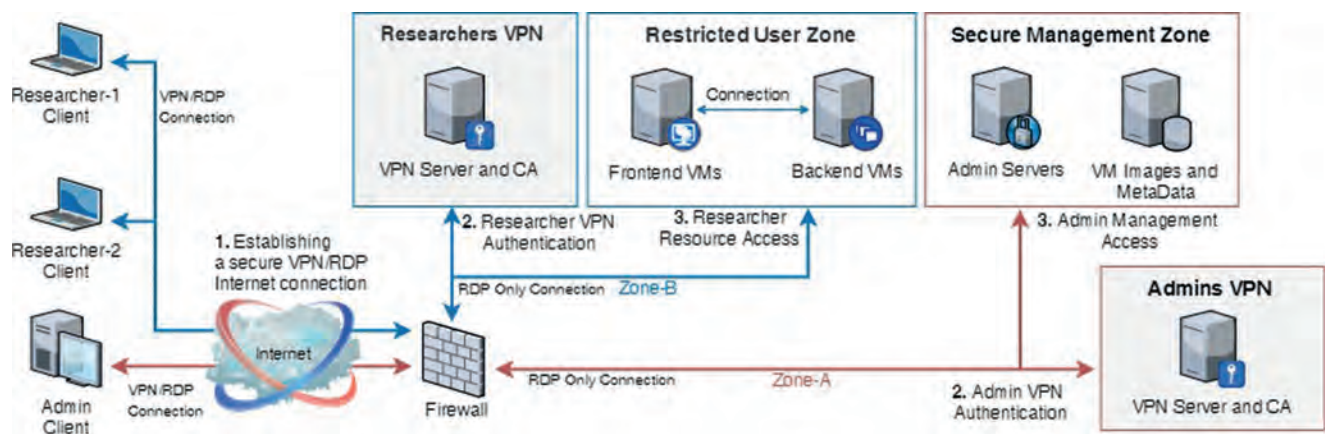 Researcher-1
Client
VPN/RDP
Connection
Researcher-2
Client
Admin
Client
VPN/RDP
Connection
1. Establishing
a secure VPN/RDP
Internet connection
Internet
Firewall
Researchers VPN
VPN Server and CA
2. Researcher VPN
Authentication
Restricted User Zone
Connection
Frontend VMs
Backend VMs
3. Researcher
Resource Access
RDP Only Connection
Zone-B
Secure Management Zone
Admin Servers
VM Images and
MetaData
3. Admin Management
Access
RDP Only Connection
Zone-A
2. Admin VPN
Authentication
Admins VPN
VPN Server and CA